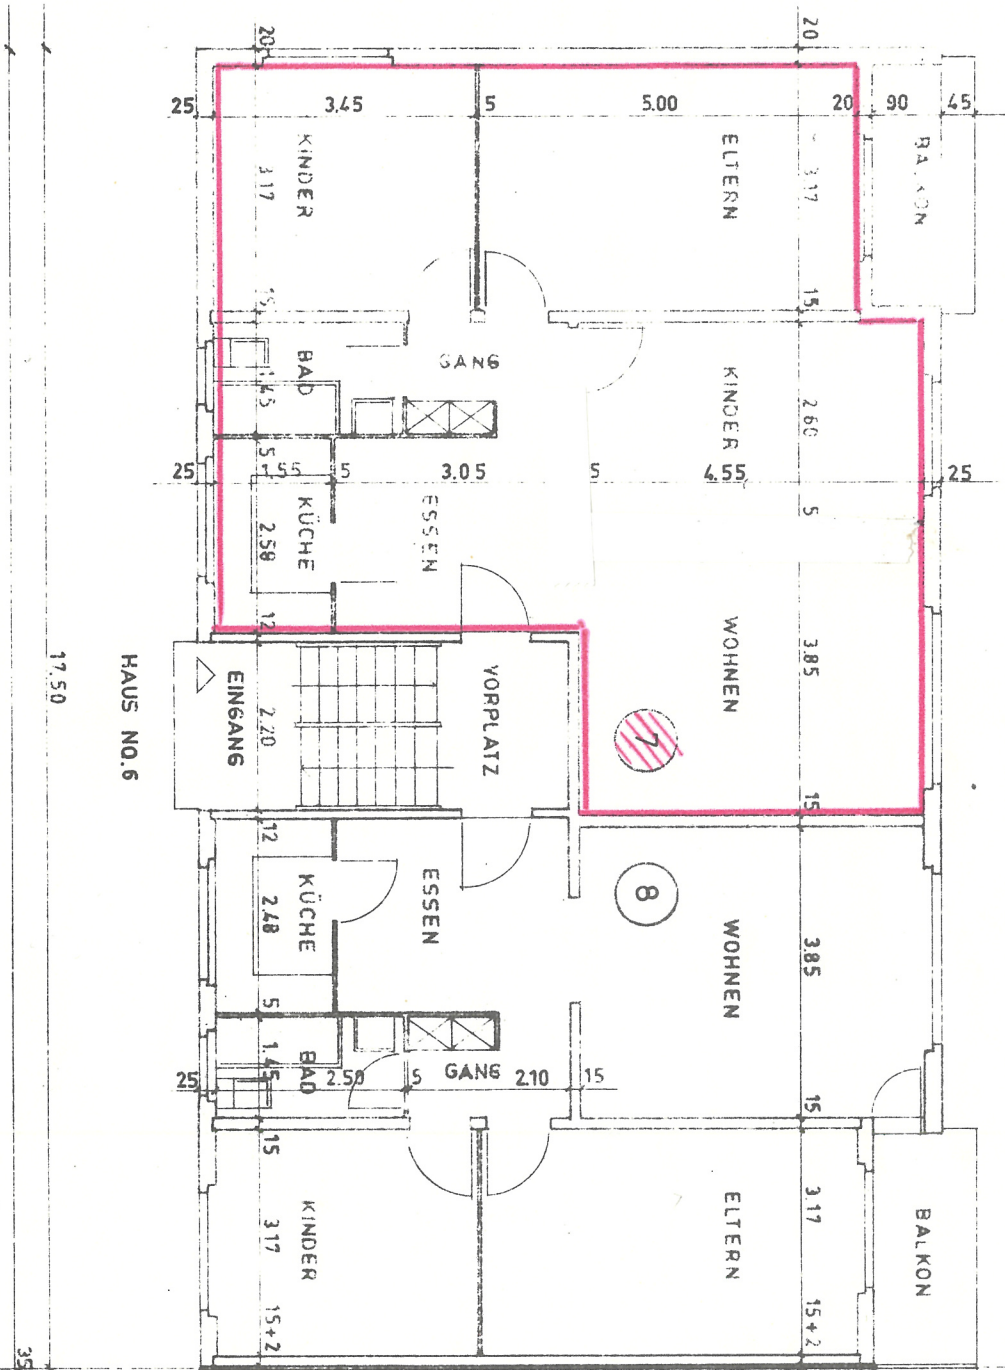 20
20
25
3.45
5
5.00
20
90
45
KINDER
ELTERN
3.17
3.17
15
GANG
BAD
1.45
KINDER
2.60
5
25
1.55
5
3.05
5
4.55
5
25
KÜCHE
2.58
ESSEN
12
WOHNEN
3.85
7
EINGANG
2.20
VORPLATZ
HAUS NO.6
17.50
15
12
KÜCHE
2.48
ESSEN
8
WOHNEN
3.85
5
BAD
1.45
25
2.50
5
GANG
2.10
15
15
15
KINDER
3.17
ELTERN
3.17
BALKON
15+2
15+2
35